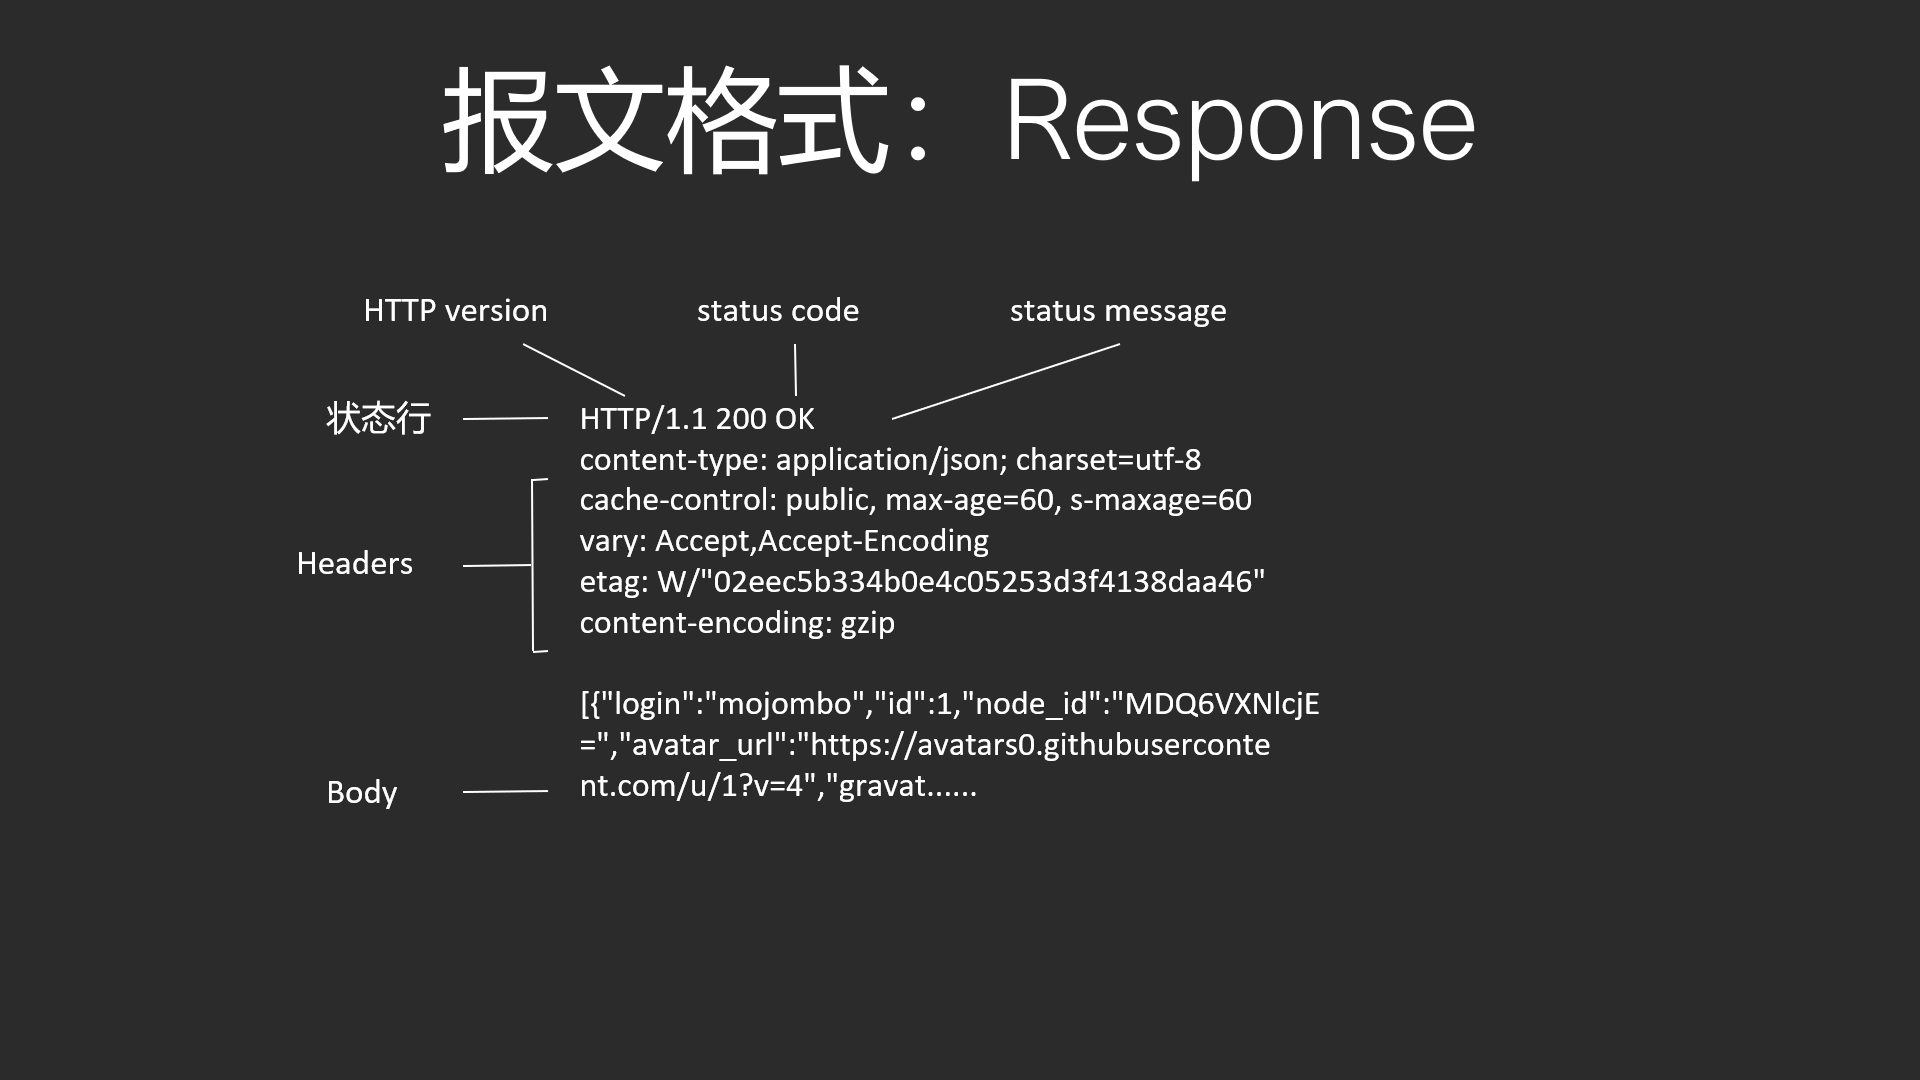 报文格式：Response
HTTP version
status code
status message
状态行
HTTP/1.1 200 OK
content-type: application/json; charset=utf-8
cache-control: public, max-age=60, s-maxage=60
vary: Accept,Accept-Encoding
Headers
etag: W/"02eec5b334b0e4c05253d3f4138daa46"
content-encoding: gzip
[{"login":"mojombo","id":1,"node_id":"MDQ6VXNlcjE
=","avatar_url":"https://avatars0.githubuserconte
nt.com/u/1?v=4","gravat......
Body